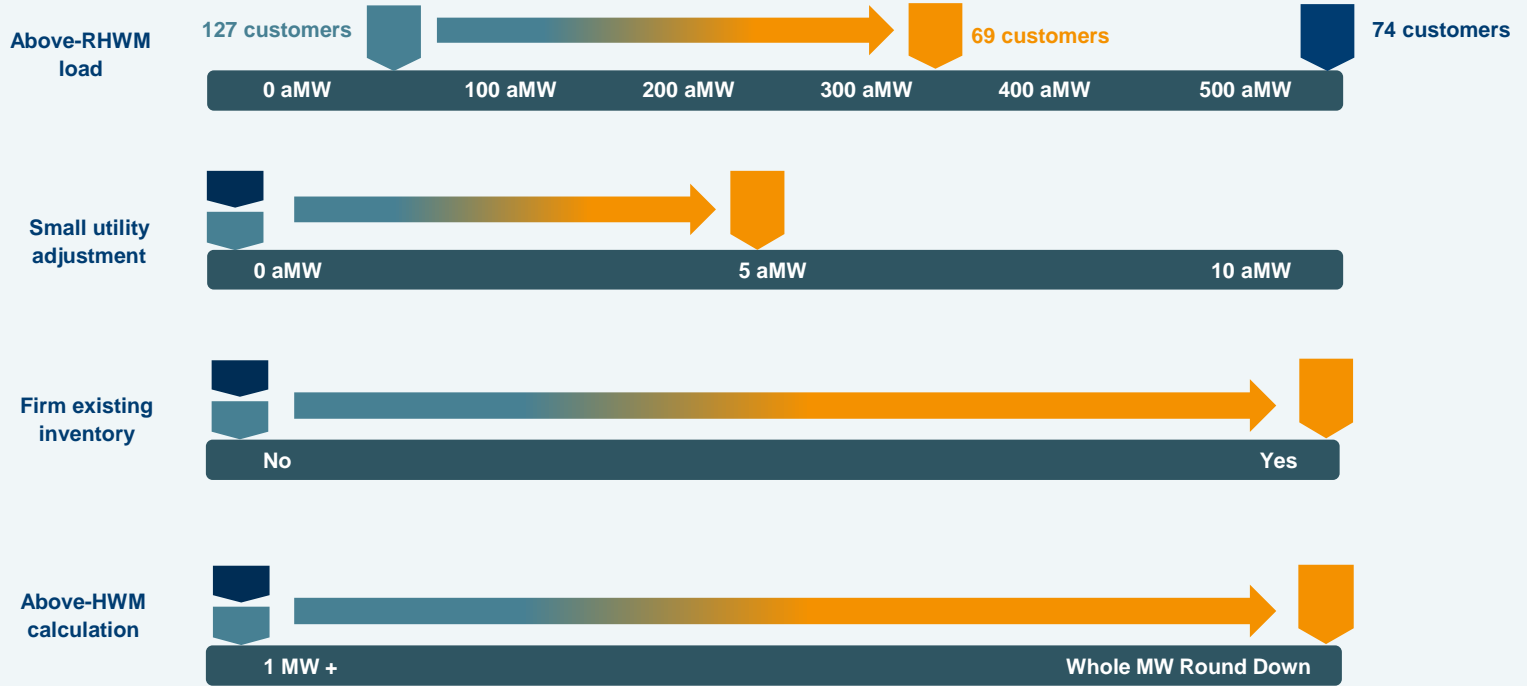 127 customers
74 customers
Above-RHWM
load
69 customers
0 aMW 100 aMW 200 aMW 300 aMW 400 aMW 500 aMW
Small utility
adjustment
0 aMW 5 aMW 10 aMW
Firm existing
inventory
No Yes
Above-HWM
calculation
1 MW + Whole MW Round Down